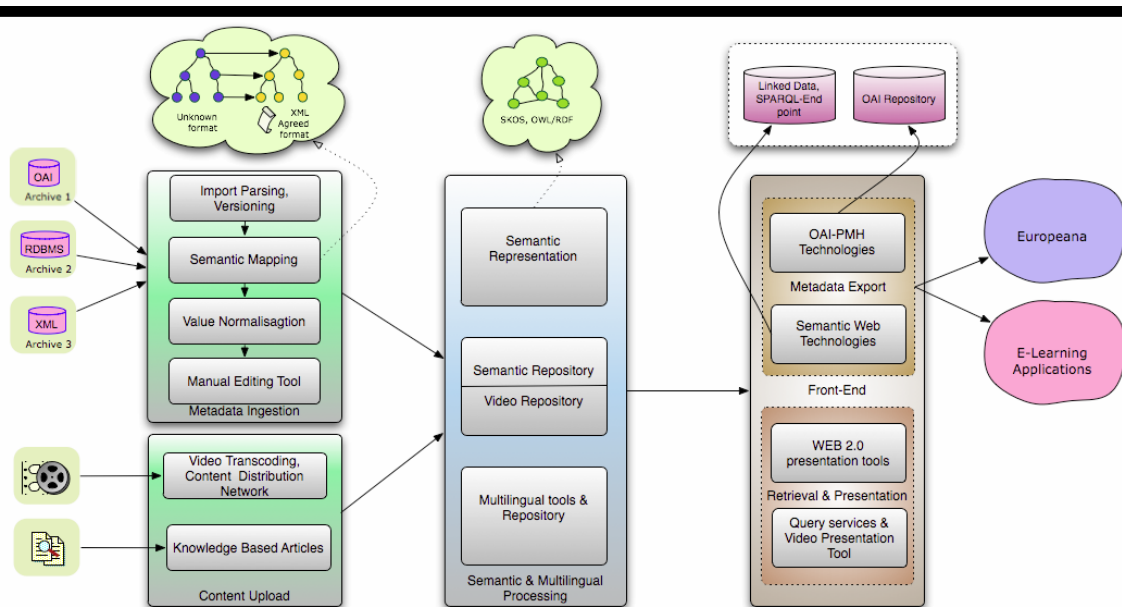 Unknown
format
XML
Agreed
format
SKOS, OWL/RDF
Linked Data,
SPARQL-End
point
OAI Repository
OAI
Archive 1
RDBMS
Archive 2
XML
Archive 3
Import Parsing,
Versioning
Semantic Mapping
Value Normalisagtion
Manual Editing Tool
Metadata Ingestion
Video Transcoding,
Content Distribution
Network
Knowledge Based Articles
Content Upload
Semantic
Representation
Semantic Repository
Video Repository
Multilingual tools &
Repository
Semantic & Multilingual
Processing
OAI-PMH
Technologies
Metadata Export
Semantic Web
Technologies
Front-End
WEB 2.0
presentation tools
Retrieval & Presentation
Query services &
Video Presentation
Tool
Europeana
E-Learning
Applications